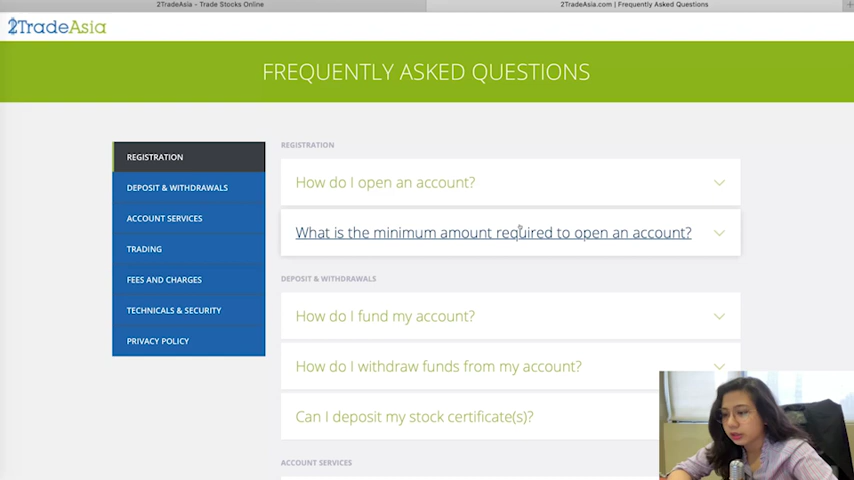 2TradeAsia - Trade Stocks Online
2TradeAsia.com | Frequently Asked Questions
2TradeAsia
FREQUENTLY ASKED QUESTIONS
REGISTRATION
DEPOSIT & WITHDRAWALS
ACCOUNT SERVICES
TRADING
FEES AND CHARGES
TECHNICALS & SECURITY
PRIVACY POLICY
REGISTRATION
How do I open an account?
What is the minimum amount required to open an account?
DEPOSIT & WITHDRAWALS
How do I fund my account?
How do I withdraw funds from my account?
Can I deposit my stock certificate(s)?
ACCOUNT SERVICES